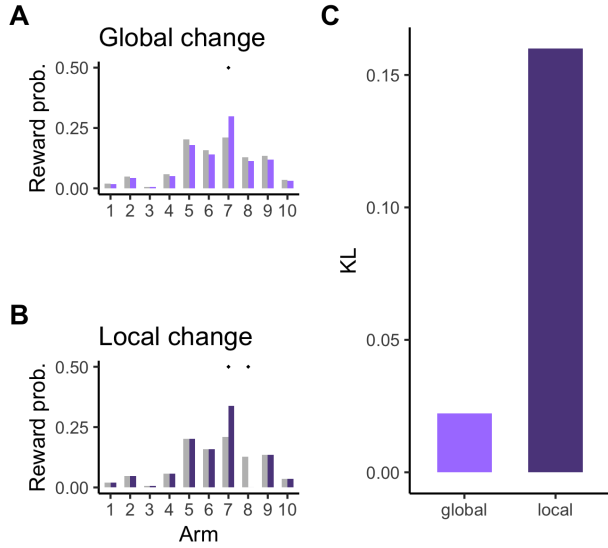 A
Global change
Reward prob.
0.50
0.25
0.00
1 2 3 4 5 6 7 8 9 10
B
Local change
Reward prob.
0.50
0.25
0.00
1 2 3 4 5 6 7 8 9 10
Arm
C
KL
0.15
0.10
0.05
0.00
global local